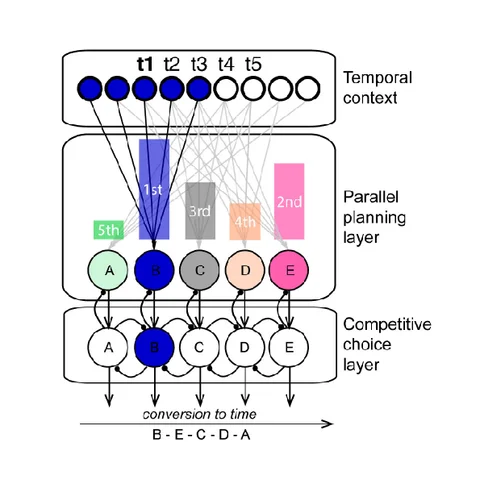 t1 t2 t3 t4 t5
Temporal
context
1st
2nd
3rd
4th
5th
Parallel
planning
layer
A B C D E
Competitive
choice
layer
A B C D E
conversion to time
B - E - C - D - A